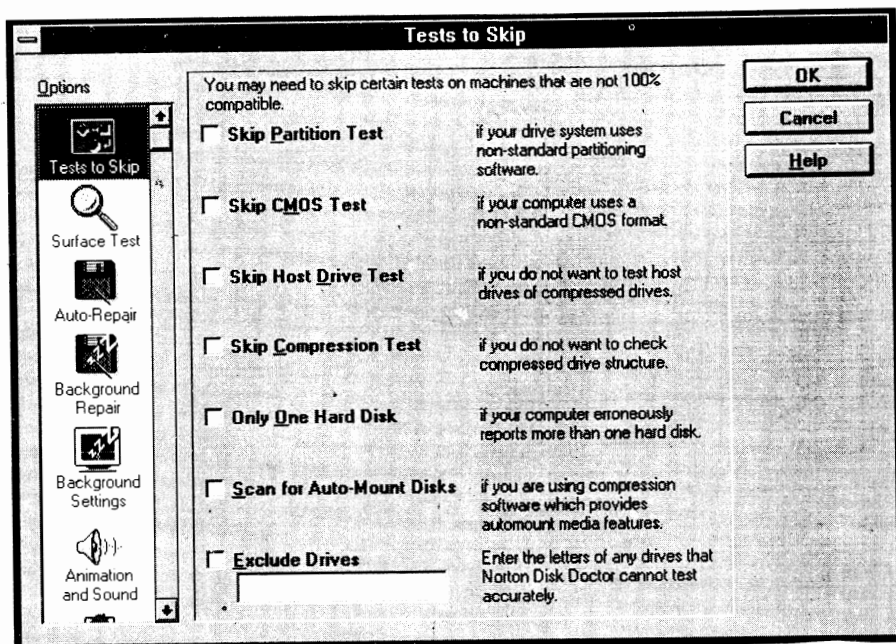 Tests to Skip
Options
Tests to Skip
Surface Test
Auto-Repair
Background
Repair
Background
Settings
Animation
and Sound
You may need to skip certain tests on machines that are not 100%
compatible.
Skip Partition Test
if your drive system uses
non-standard partitioning
software.
Skip CMOS Test
if your computer uses a
non-standard CMOS format.
Skip Host Drive Test
if you do not want to test host
drives of compressed drives.
Skip Compression Test
if you do not want to check
compressed drive structure.
Only One Hard Disk
if your computer erroneously
reports more than one hard disk.
Scan for Auto-Mount Disks
if you are using compression
software which provides
automount media features.
Exclude Drives
Enter the letters of any drives that
Norton Disk Doctor cannot test
accurately.
OK
Cancel
Help